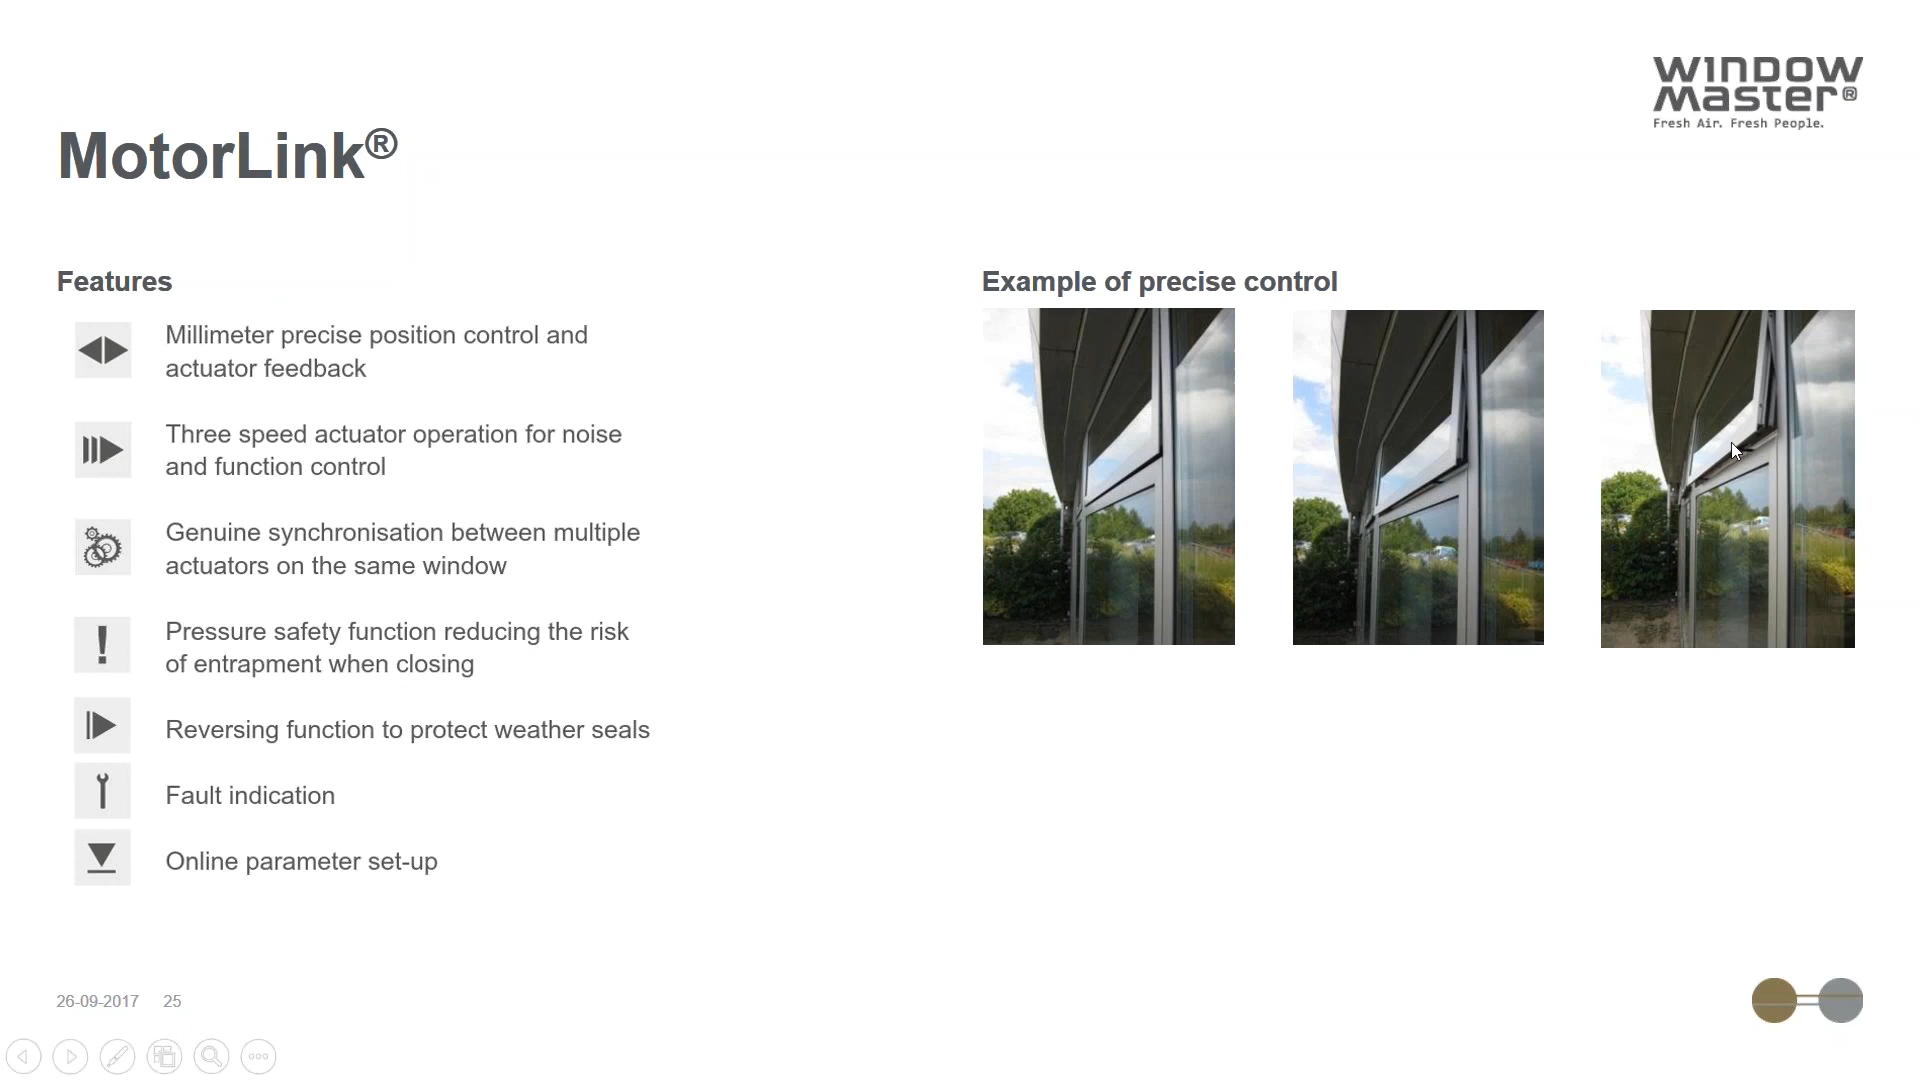 WINDOW
Master®
Fresh Air. Fresh People.
MotorLink®
Features
Millimeter precise position control and
actuator feedback
Three speed actuator operation for noise
and function control
Genuine synchronisation between multiple
actuators on the same window
Pressure safety function reducing the risk
of entrapment when closing
Reversing function to protect weather seals
Fault indication
Online parameter set-up
Example of precise control
26-09-2017 25